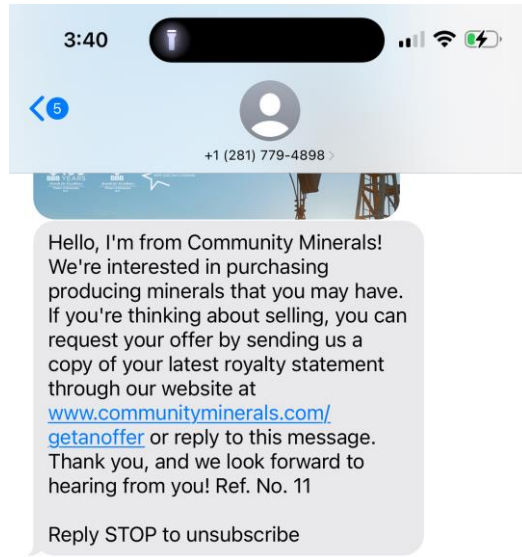 3:40
5
+1 (281) 779-4898
YEARS
Hello, I'm from Community Minerals!
We're interested in purchasing
producing minerals that you may have.
If you're thinking about selling, you can
request your offer by sending us a
copy of your latest royalty statement
through our website at
www.communityminerals.com/
getanoffer or reply to this message.
Thank you, and we look forward to
hearing from you! Ref. No. 11
Reply STOP to unsubscribe